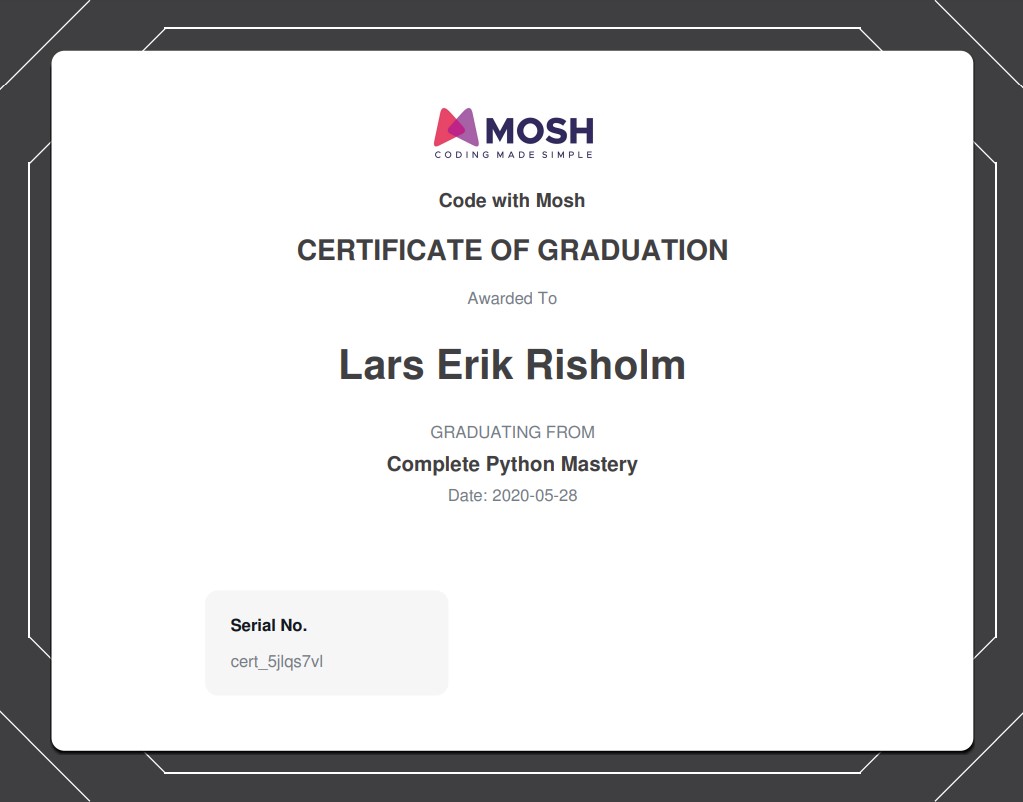 MOSH
CODING MADE SIMPLE
Code with Mosh
CERTIFICATE OF GRADUATION
Awarded To
Lars Erik Risholm
GRADUATING FROM
Complete Python Mastery
Date: 2020-05-28
Serial No.
cert_5jlqs7vl